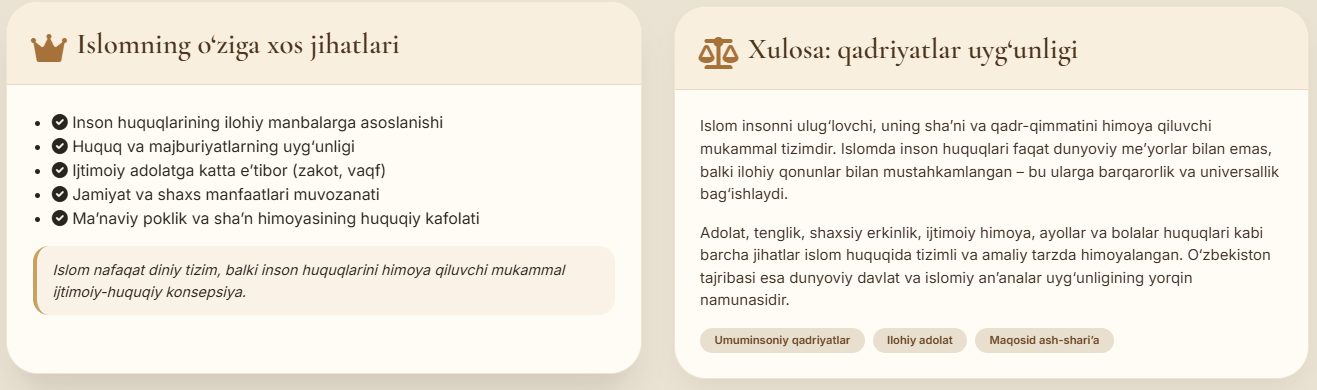 Islomning o‘ziga xos jihatlari
Inson huquqlarining ilohiy manbalarga asoslanishi
Huquq va majburiyatlarning uyg‘unligi
Ijtimoiy adolatga katta e’tibor (zakot, vaqf)
Jamiyat va shaxs manfaatlari muvozanati
Ma’naviy poklik va sha’n himoyasining huquqiy kafolati
Islom nafaqat diniy tizim, balki inson huquqlarini himoya qiluvchi mukammal
ijtimoiy-huquqiy konsepsiya.
Xulosa: qadriyatlar uyg‘unligi
Islom insonni ulug‘lovchi, uning sha’ni va qadr-qimmatini himoya qiluvchi
mukammal tizimdir. Islomda inson huquqlari faqat dunyoviy me’yorlar bilan emas,
balki ilohiy qonunlar bilan mustahkamlangan – bu ularga barqarorlik va universallik
bag‘ishlaydi.
Adolat, tenglik, shaxsiy erkinlik, ijtimoiy himoya, ayollar va bolalar huquqlari kabi
barcha jihatlar islom huquqida tizimli va amaliy tarzda himoyalangan. O‘zbekiston
tajribasi esa dunyoviy davlat va islomiy an’analar uyg‘unligining yorqin
namunasidir.
Umuminsoniy qadriyatlar
Ilohiy adolat
Maqosid ash-shari’a